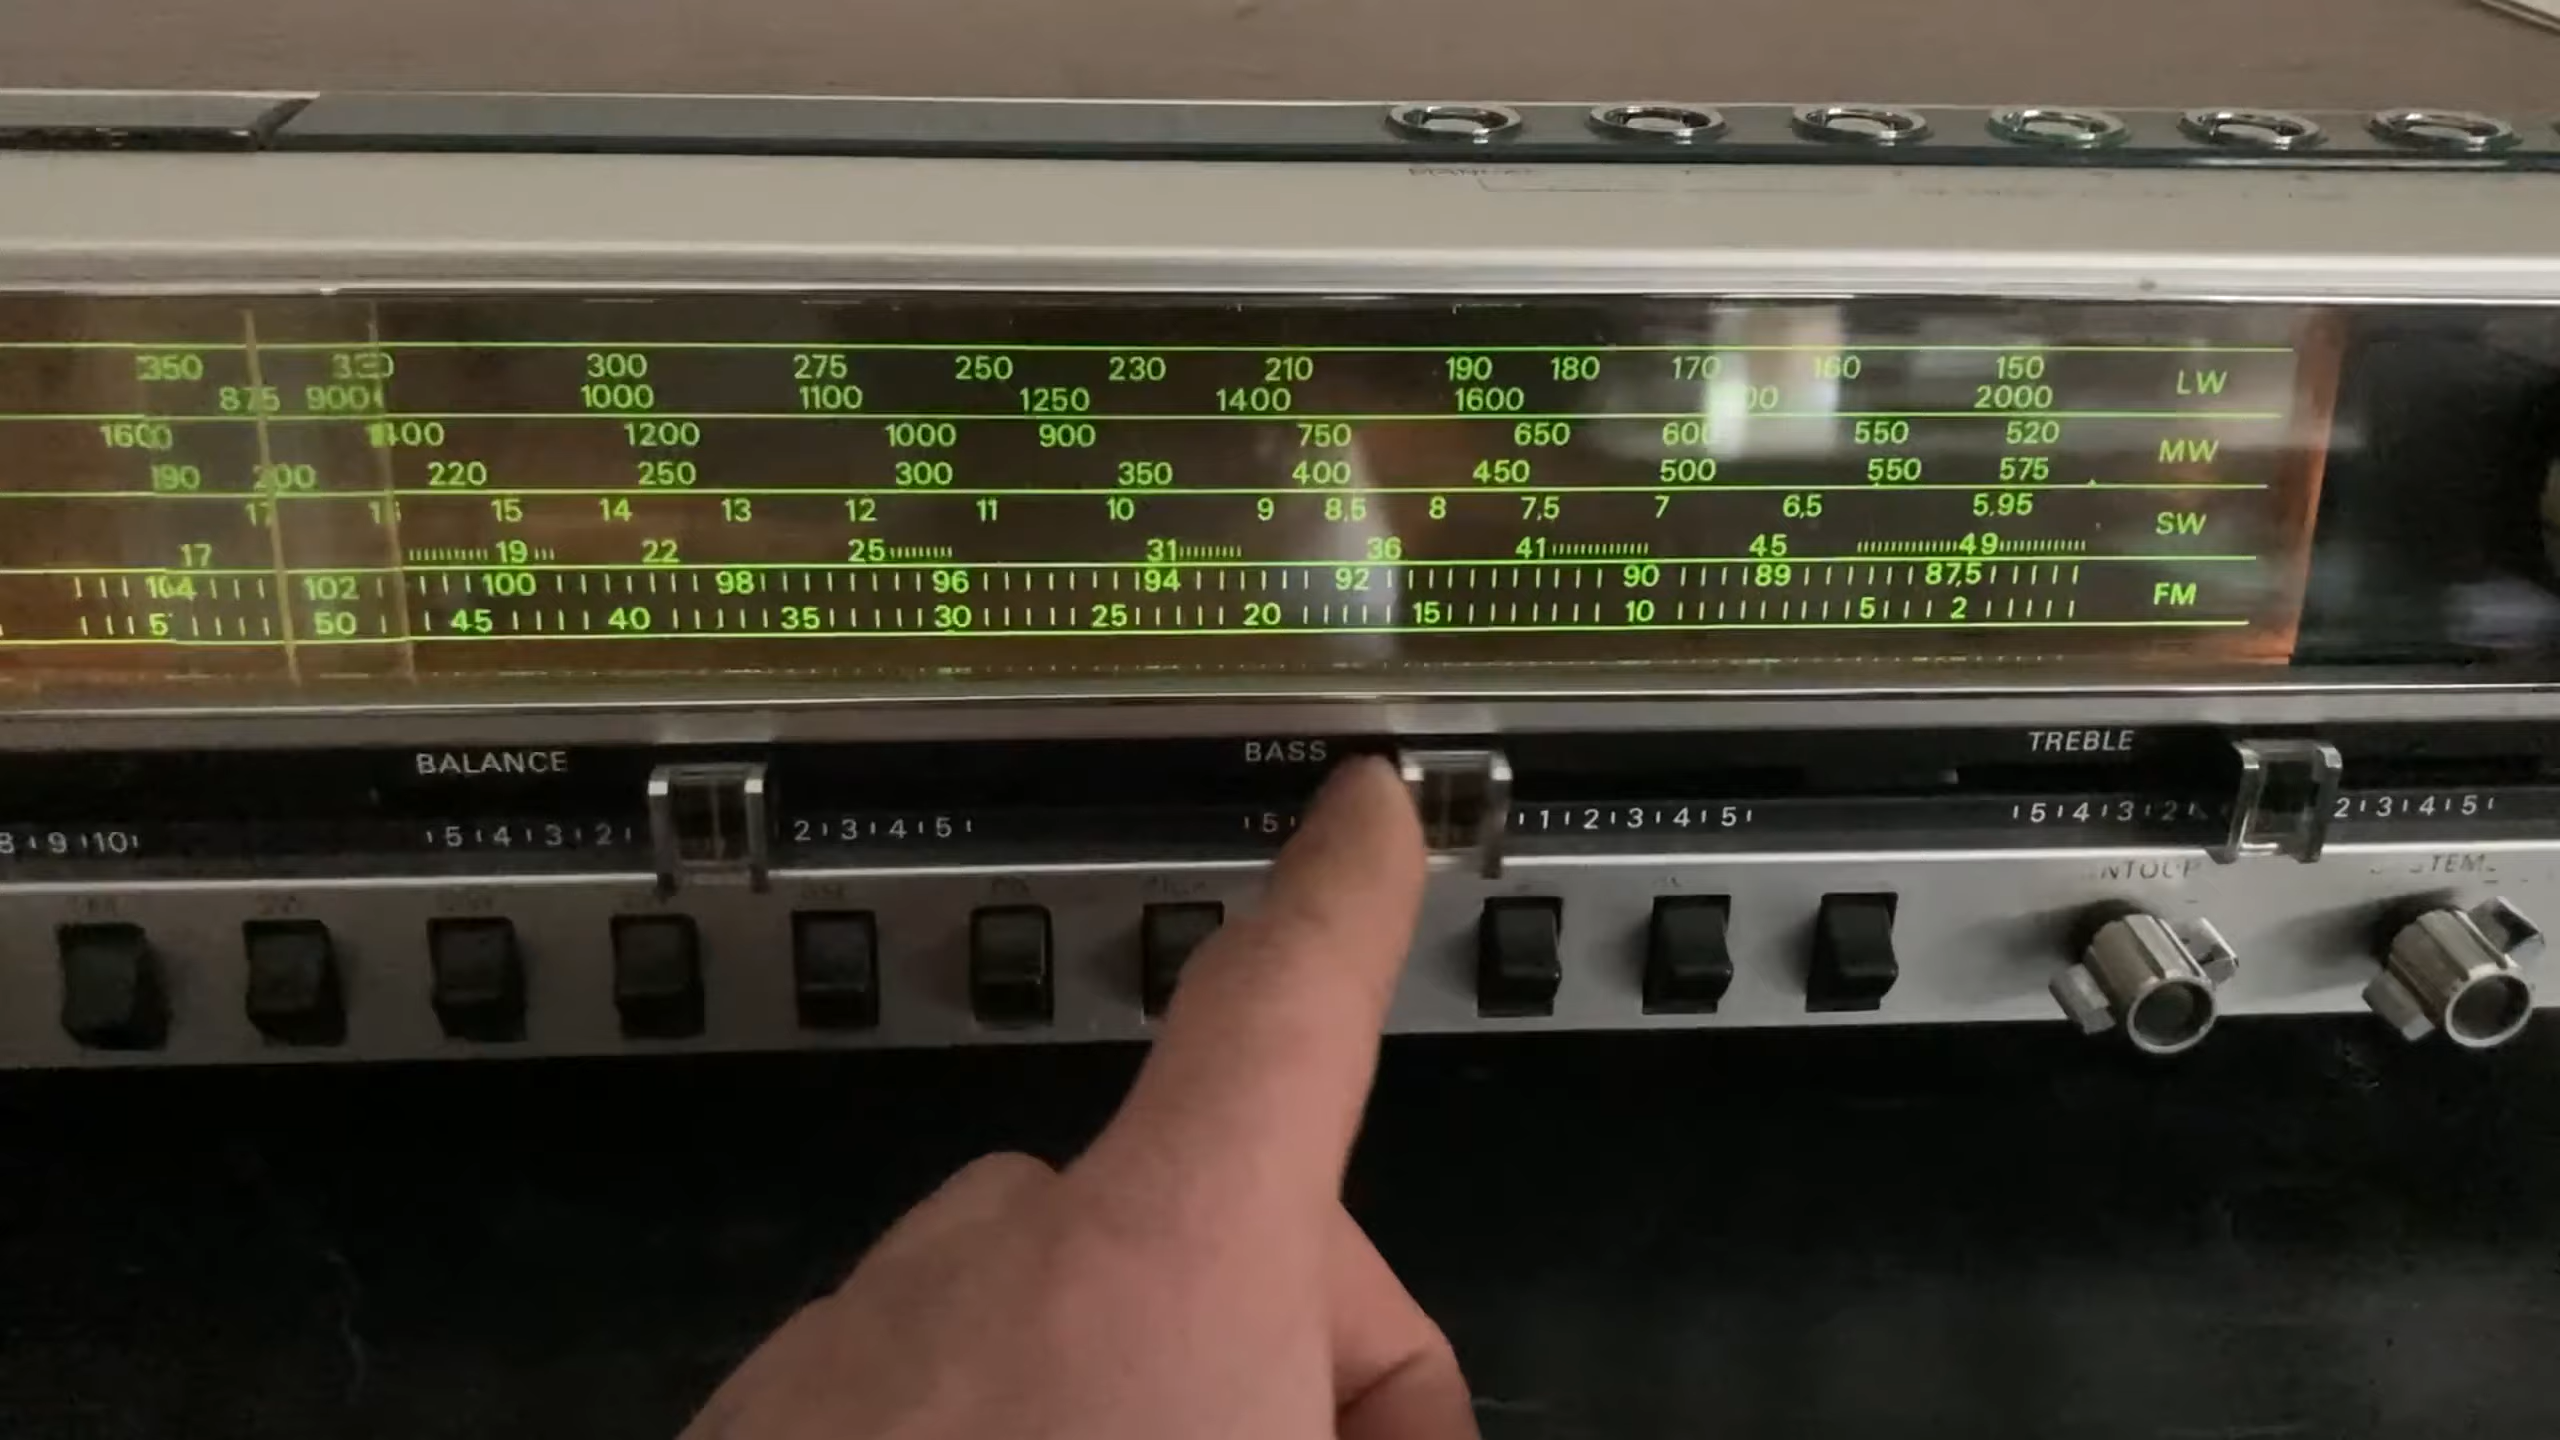 350 300 275 250 230 210 190 180 170 160 150 LW
875 900 1000 1100 1250 1400 1600 2000
1600 1400 1200 1000 900 750 650 600 550 520 MW
190 200 220 250 300 350 400 450 500 550 575
17 15 14 13 12 11 10 9 8,5 8 7,5 7 6,5 5,95 SW
17 19 22 25 31 36 41 45 49
104 102 100 98 96 94 92 90 89 87,5 FM
50 45 40 35 30 25 20 15 10 5 2
BALANCE BASS TREBLE
8 9 10 5 4 3 2 2 3 4 5 5 1 2 3 4 5 5 4 3 2 2 3 4 5